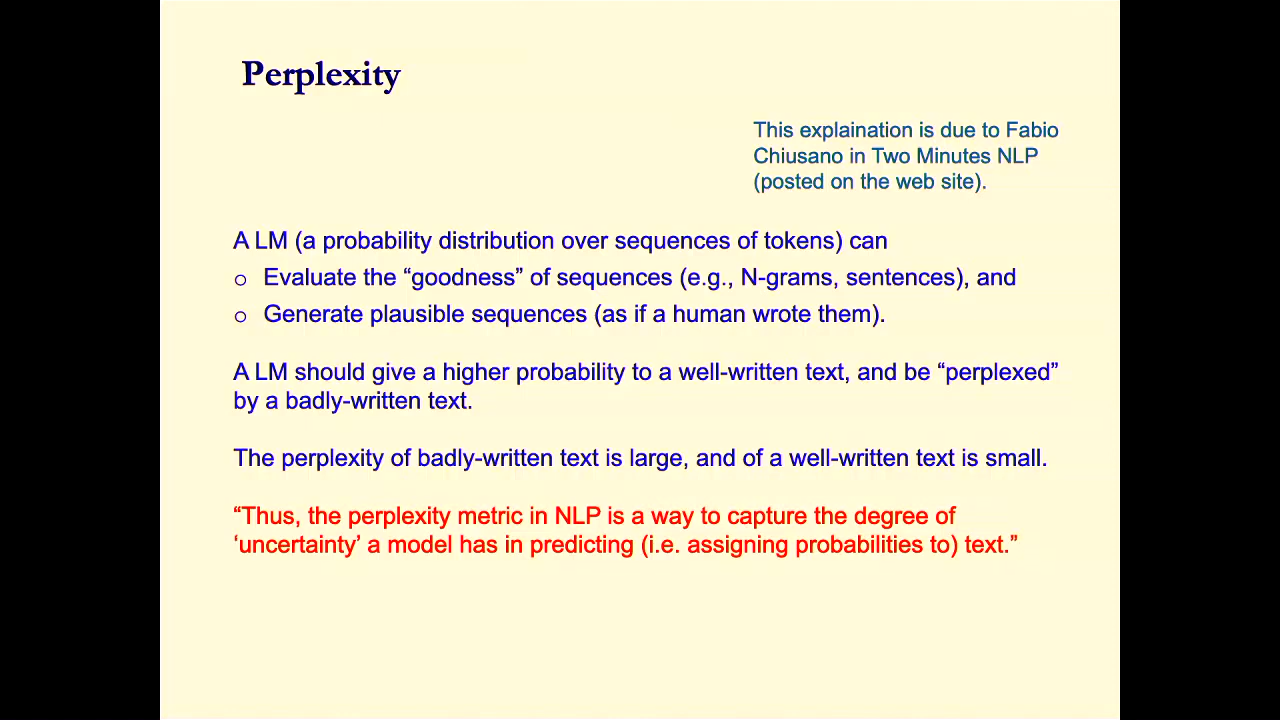 Perplexity
This explaination is due to Fabio
Chiusano in Two Minutes NLP
(posted on the web site).
A LM (a probability distribution over sequences of tokens) can
o Evaluate the “goodness” of sequences (e.g., N-grams, sentences), and
o Generate plausible sequences (as if a human wrote them).
A LM should give a higher probability to a well-written text, and be “perplexed”
by a badly-written text.
The perplexity of badly-written text is large, and of a well-written text is small.
“Thus, the perplexity metric in NLP is a way to capture the degree of
‘uncertainty’ a model has in predicting (i.e. assigning probabilities to) text.”